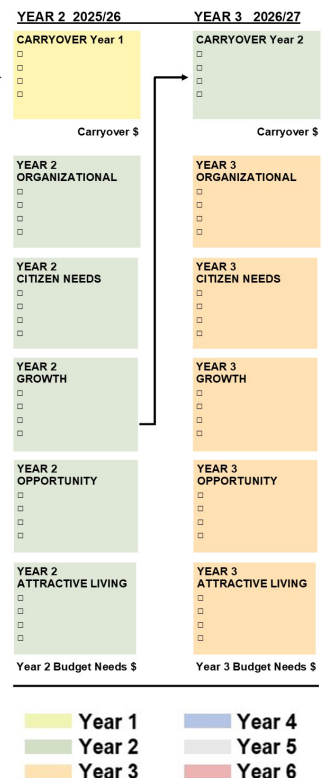 YEAR 2  2025/26
CARRYOVER Year 1
□
□
□
□
Carryover $
YEAR 2
ORGANIZATIONAL
□
□
□
□
YEAR 2
CITIZEN NEEDS
□
□
□
□
YEAR 2
GROWTH
□
□
□
□
YEAR 2
OPPORTUNITY
□
□
□
□
YEAR 2
ATTRACTIVE LIVING
□
□
□
□
Year 2 Budget Needs $
YEAR 3  2026/27
CARRYOVER Year 2
□
□
□
□
Carryover $
YEAR 3
ORGANIZATIONAL
□
□
□
□
YEAR 3
CITIZEN NEEDS
□
□
□
□
YEAR 3
GROWTH
□
□
□
□
YEAR 3
OPPORTUNITY
□
□
□
□
YEAR 3
ATTRACTIVE LIVING
□
□
□
□
Year 3 Budget Needs $
Year 1
Year 2
Year 3
Year 4
Year 5
Year 6